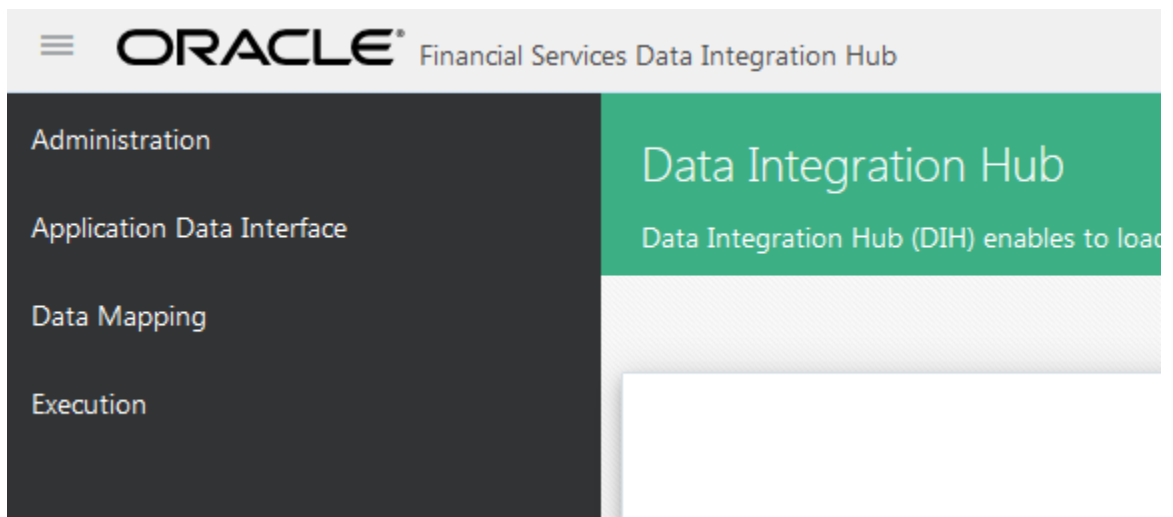 ORACLE® Financial Services Data Integration Hub
Administration
Application Data Interface
Data Mapping
Execution
Data Integration Hub
Data Integration Hub (DIH) enables to load